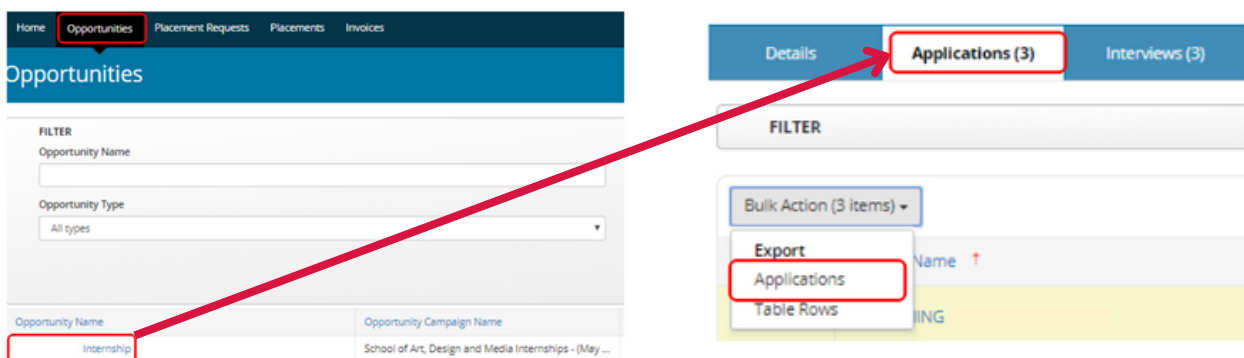 Home Opportunities Placement Requests Placements Invoices
Opportunities
FILTER
Opportunity Name
Opportunity Type
All types
Opportunity Name Opportunity Campaign Name
Internship School of Art, Design and Media Internships - (May ...
Details Applications (3) Interviews (3)
FILTER
Bulk Action (3 items)
Export
Name ↑
Applications
Table Rows